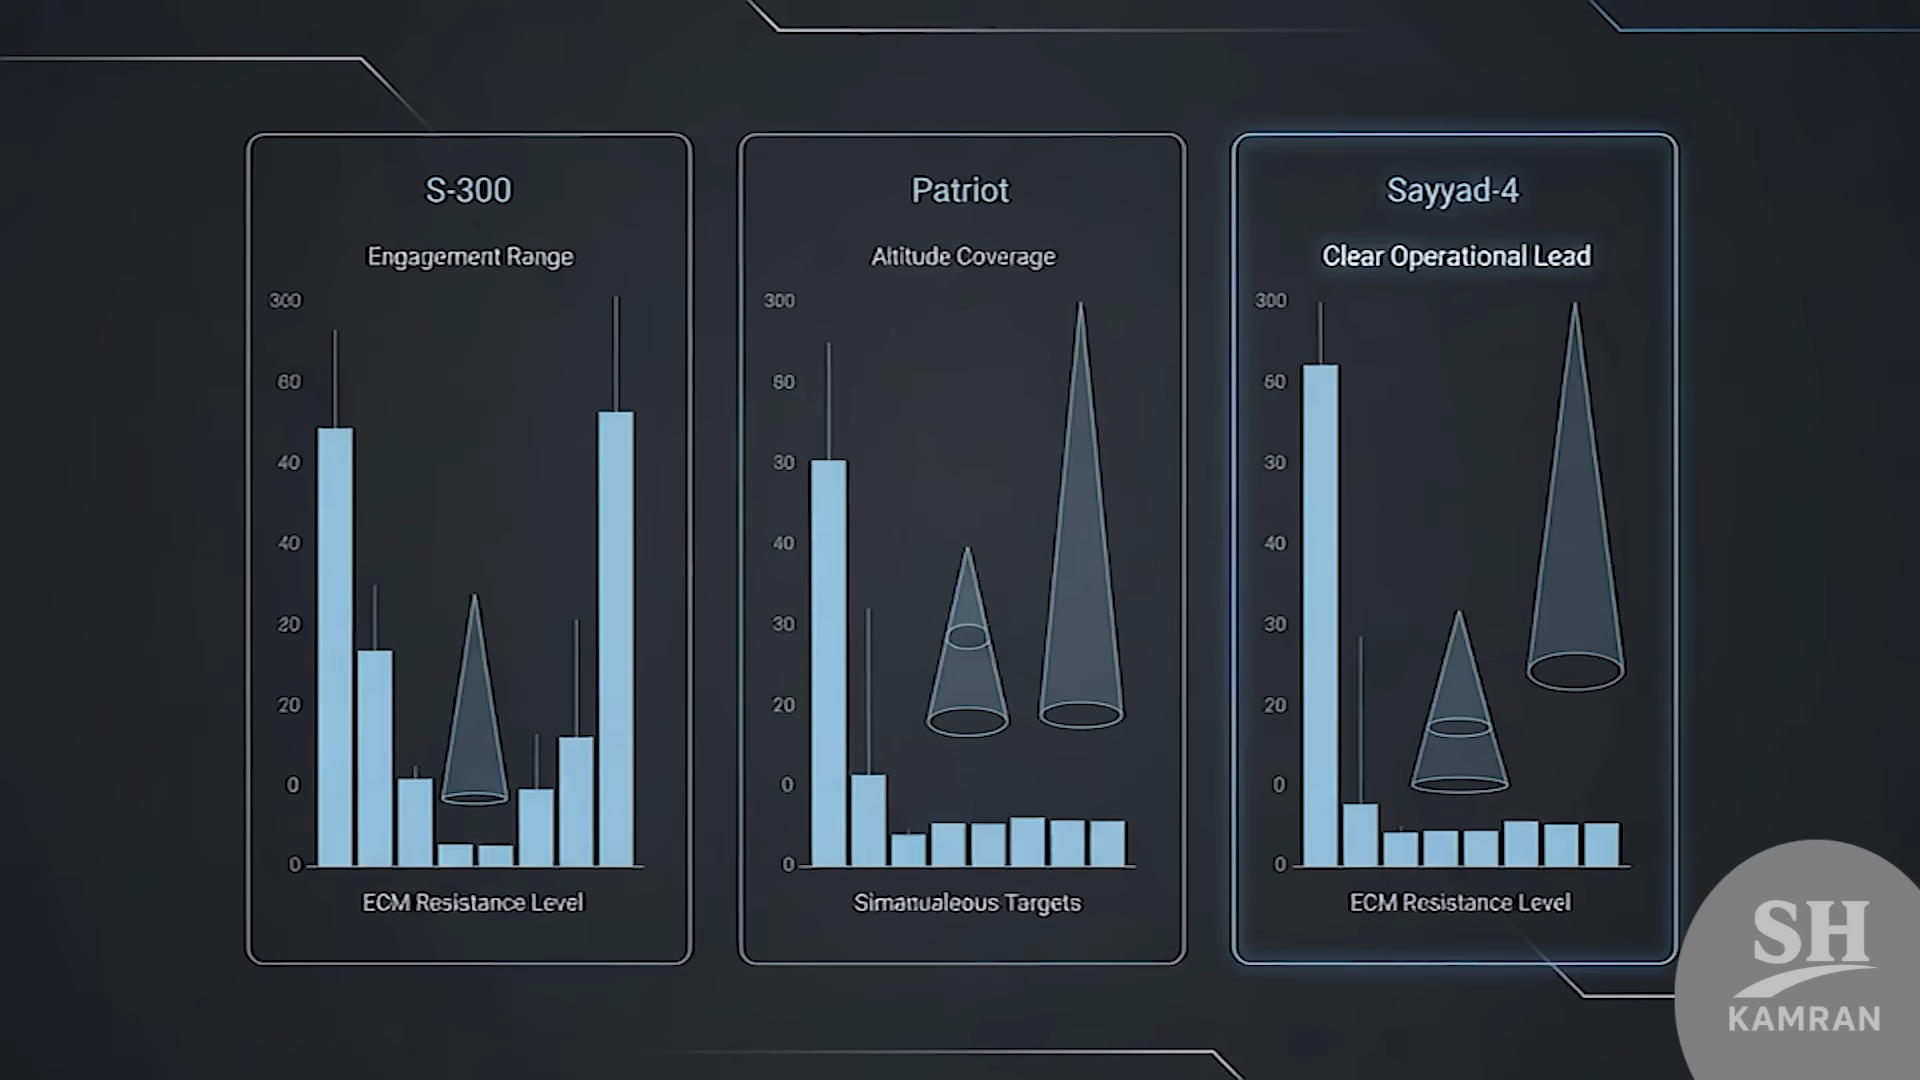 S-300
Engagement Range
300
60
40
40
20
20
0
0
ECM Resistance Level
Patriot
Altitude Coverage
300
80
30
40
30
20
0
0
Simanualeous Targets
Sayyad-4
Clear Operational Lead
300
60
30
40
30
20
0
0
ECM Resistance Level
SH
KAMRAN